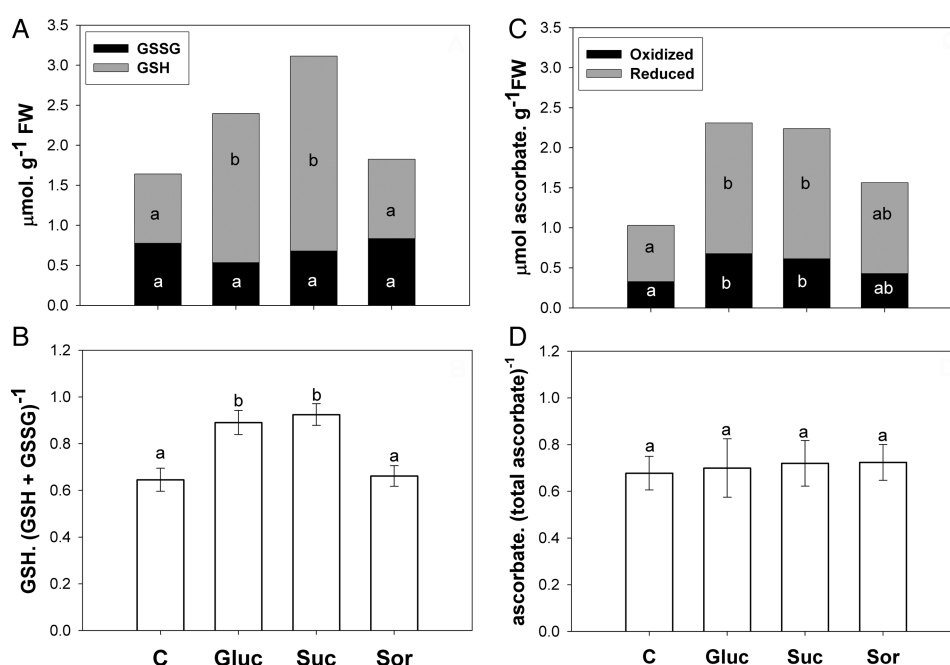 A
3.5
3.0
2.5
2.0
1.5
1.0
0.5
0.0
μmol. g-1 FW
GSSG
GSH
a
b
b
a
a
a
a
a
C
3.5
3.0
2.5
2.0
1.5
1.0
0.5
0.0
μmol ascorbate. g-1FW
Oxidized
Reduced
a
b
b
ab
a
b
b
ab
B
1.2
1.0
0.8
0.6
0.4
0.2
0.0
GSH. (GSH + GSSG)-1
a
b
b
a
C Gluc Suc Sor
D
1.2
1.0
0.8
0.6
0.4
0.2
0.0
ascorbate. (total ascorbate)-1
a
a
a
a
C Gluc Suc Sor